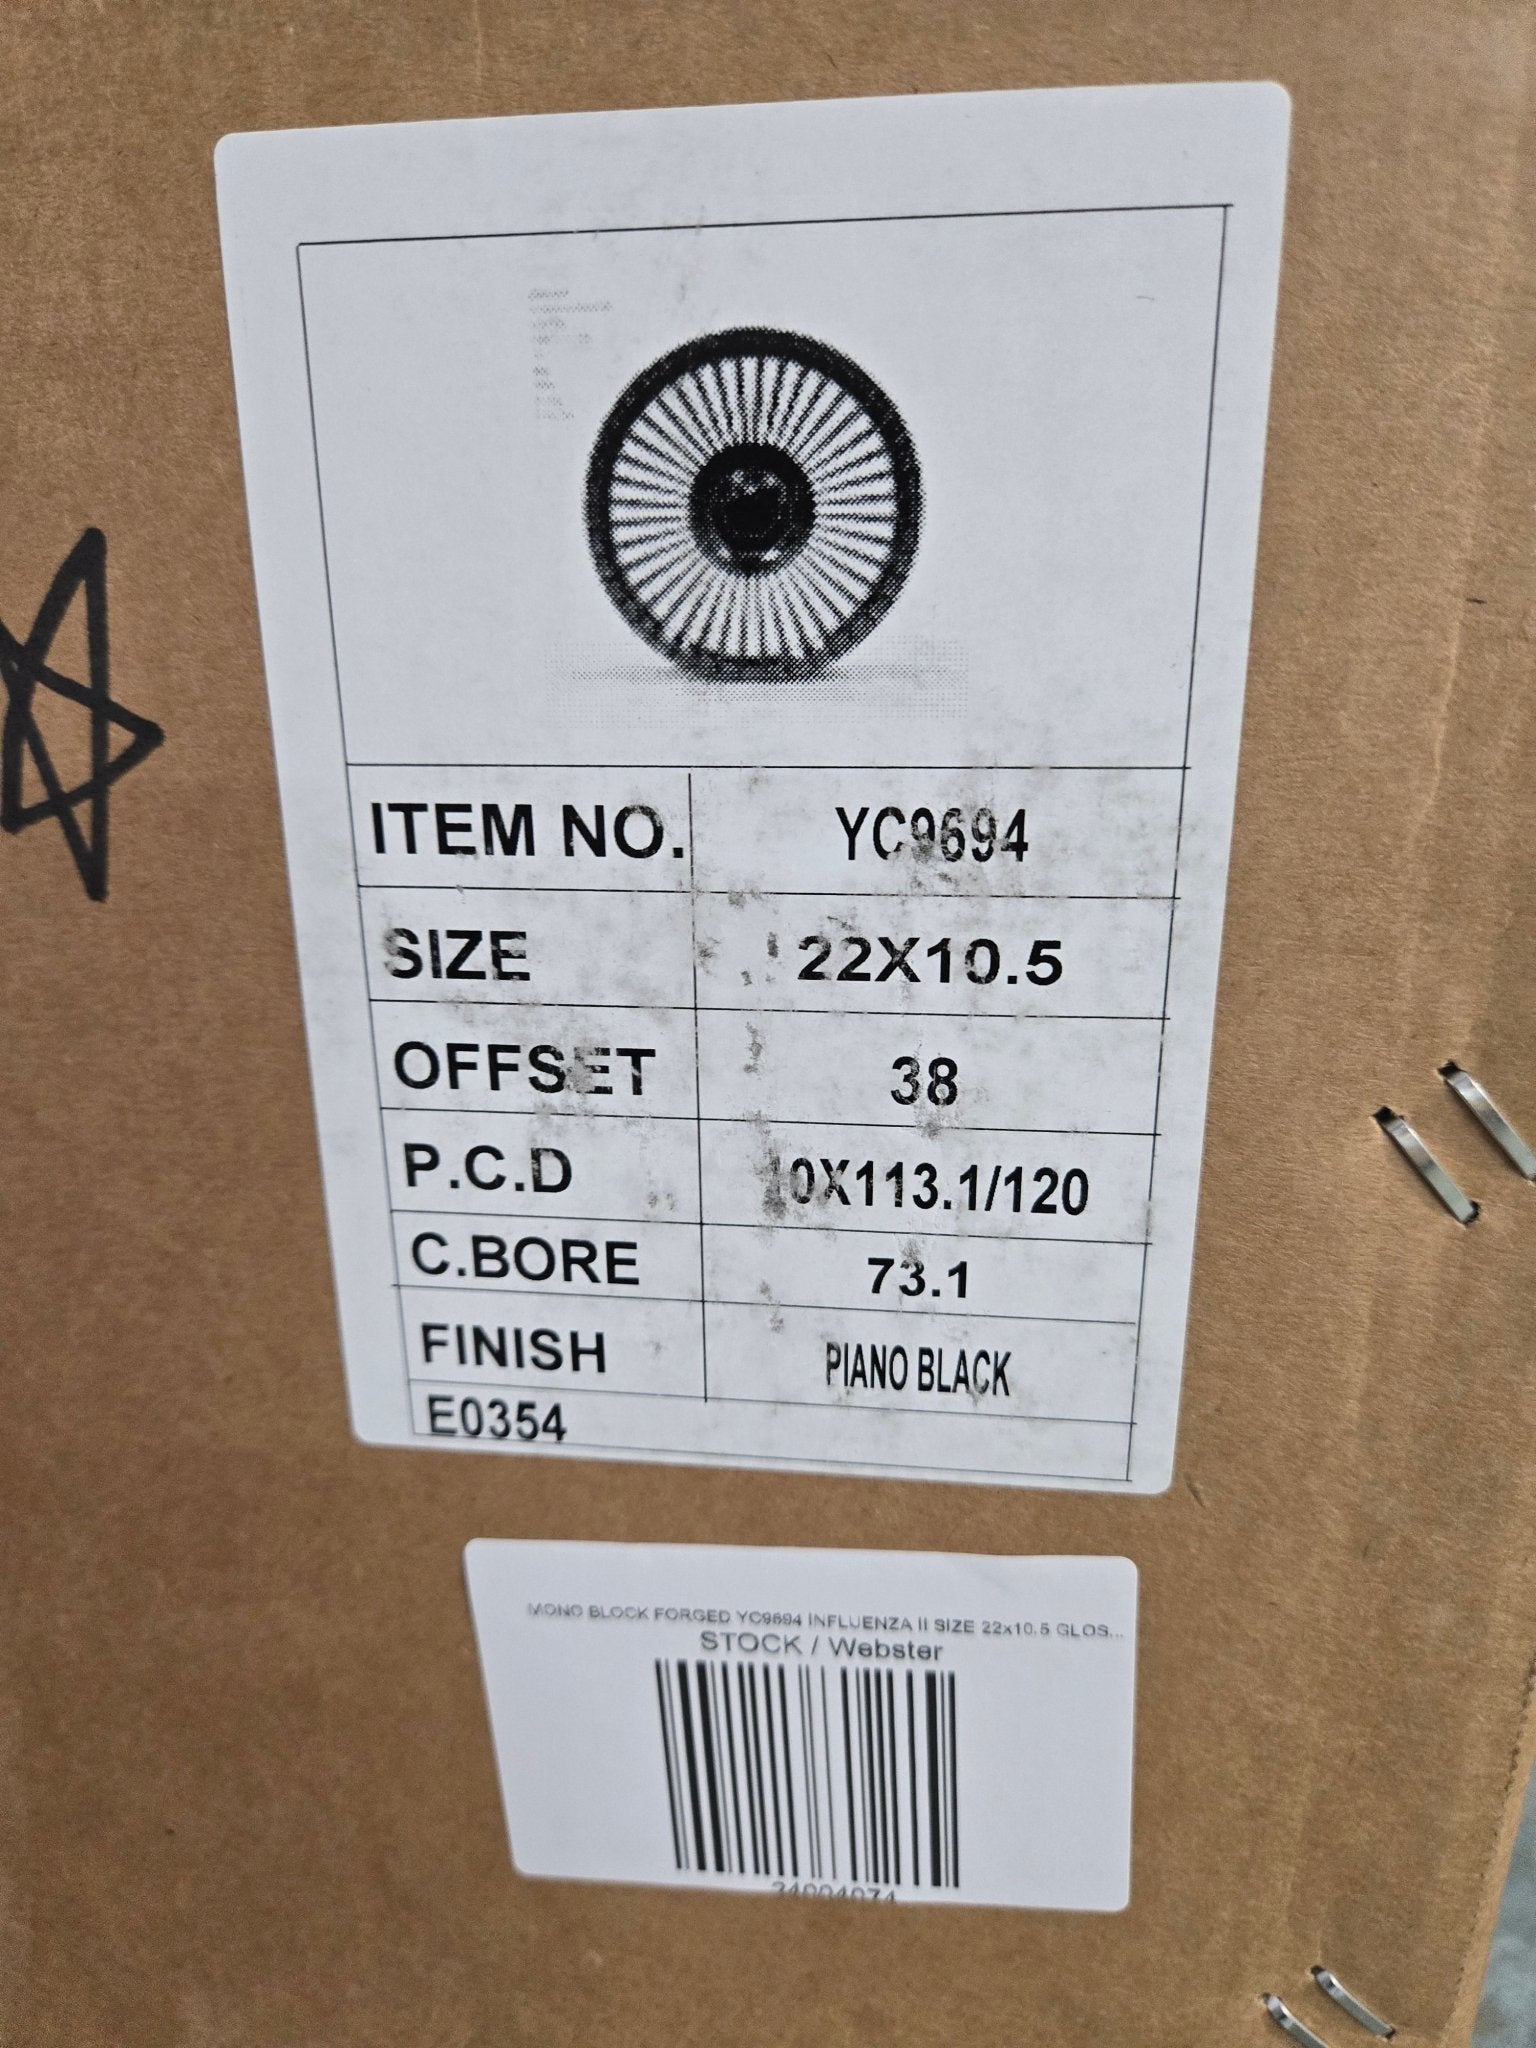 ITEM NO. YC9694
SIZE 22X10.5
OFFSET 38
P.C.D 10X113.1/120
C.BORE 73.1
FINISH PIANO BLACK
E0354
MONO BLOCK FORGED YC9694 INFLUENZA II SIZE 22x10.5 GLOS...
STOCK / Webster